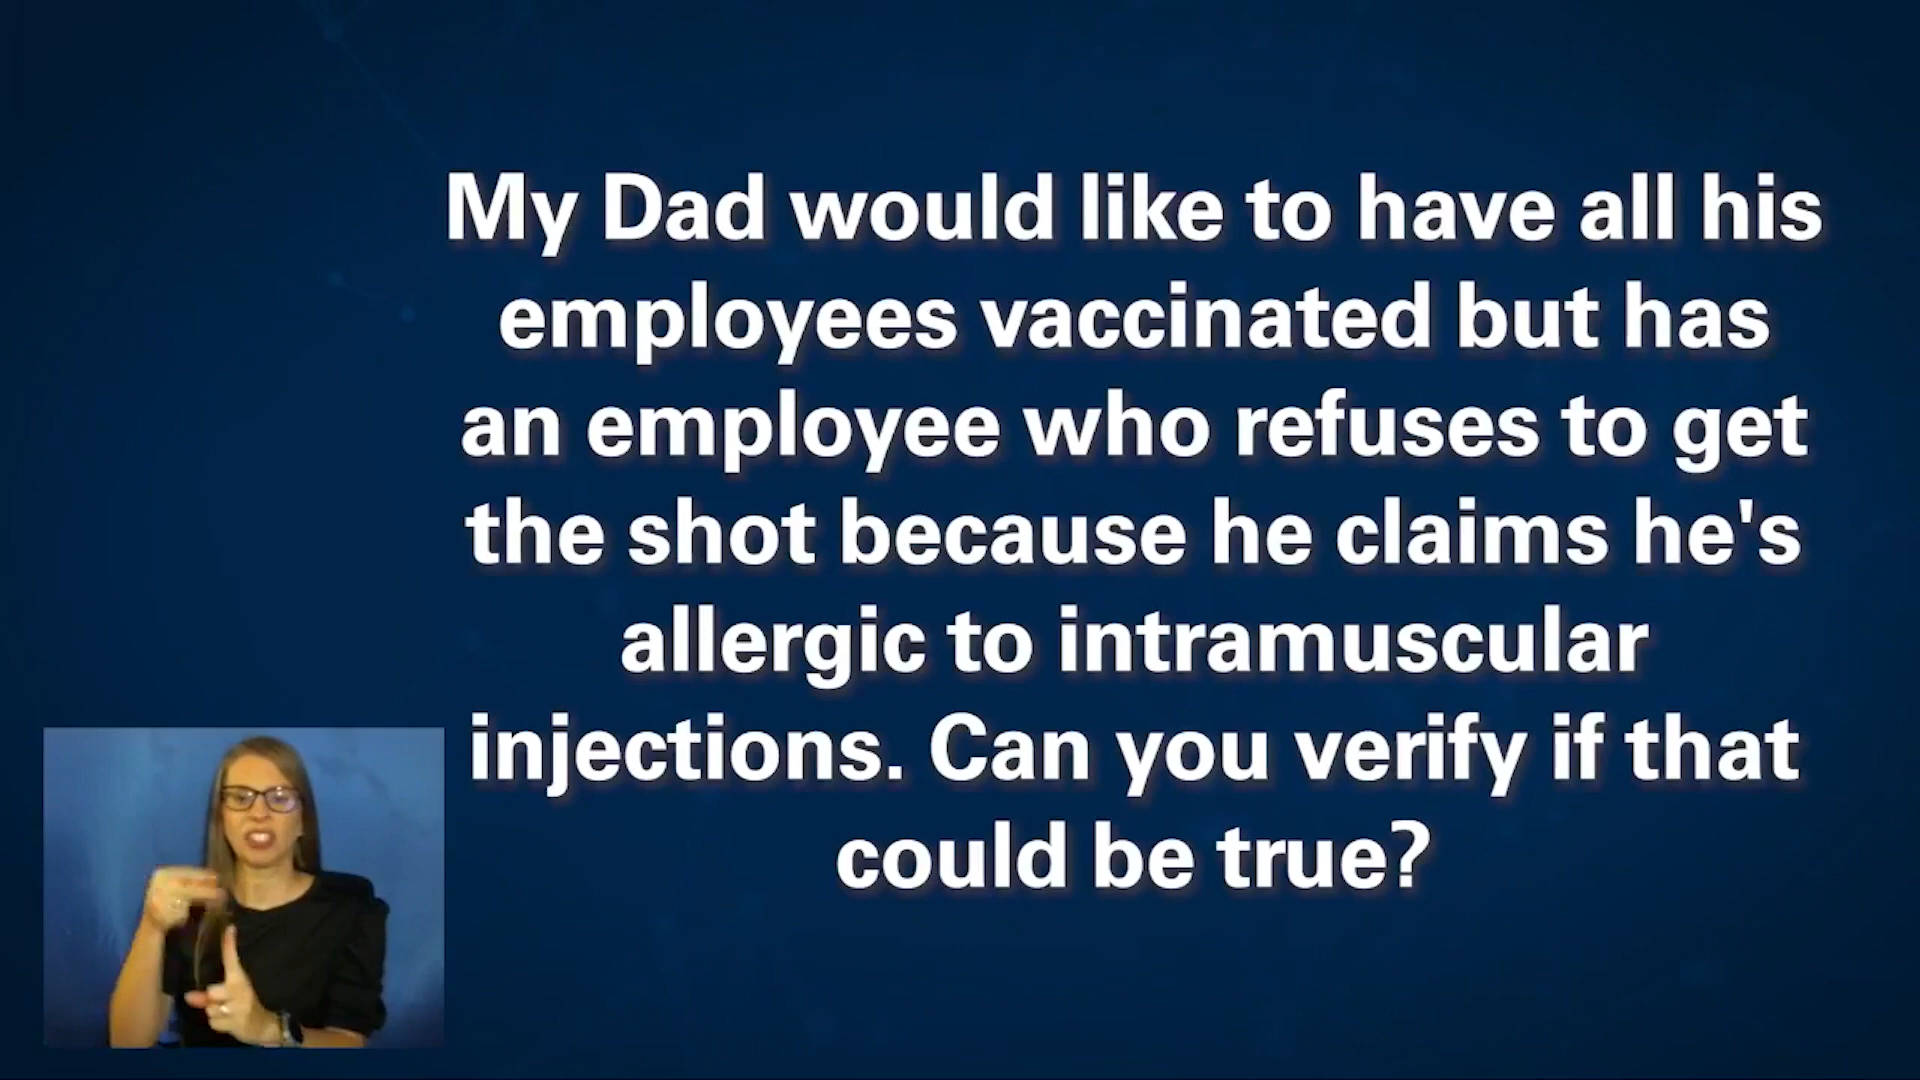 My Dad would like to have all his
employees vaccinated but has
an employee who refuses to get
the shot because he claims he's
allergic to intramuscular
injections. Can you verify if that
could be true?